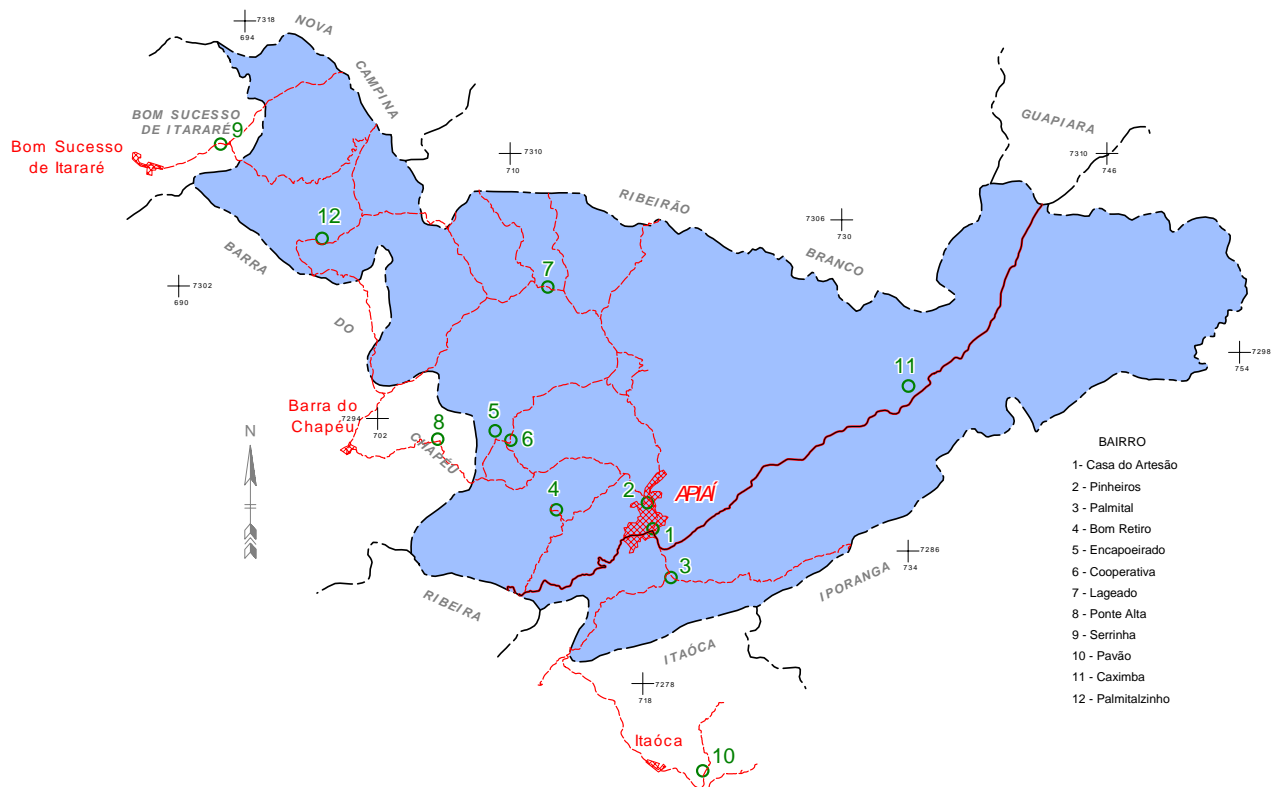 7318
694
NOVA
CAMPINA
BOM SUCESSO
DE ITARARÉ
9
Bom Sucesso
de Itararé
7310
710
GUAPIARA
7310
746
RIBEIRÃO
BRANCO
7306
730
12
BARRA
DO
CHAPÉU
7302
690
7
7298
754
11
Barra do
Chapéu
7294
702
8
5
6
N
4
2
APIAÍ
1
3
7286
734
IPORANGA
RIBEIRA
ITAÓCA
7278
718
Itaóca
10
BAIRRO
1- Casa do Artesão
2 - Pinheiros
3 - Palmital
4 - Bom Retiro
5 - Encapoeirado
6 - Cooperativa
7 - Lageado
8 - Ponte Alta
9 - Serrinha
10 - Pavão
11 - Caximba
12 - Palmitalzinho